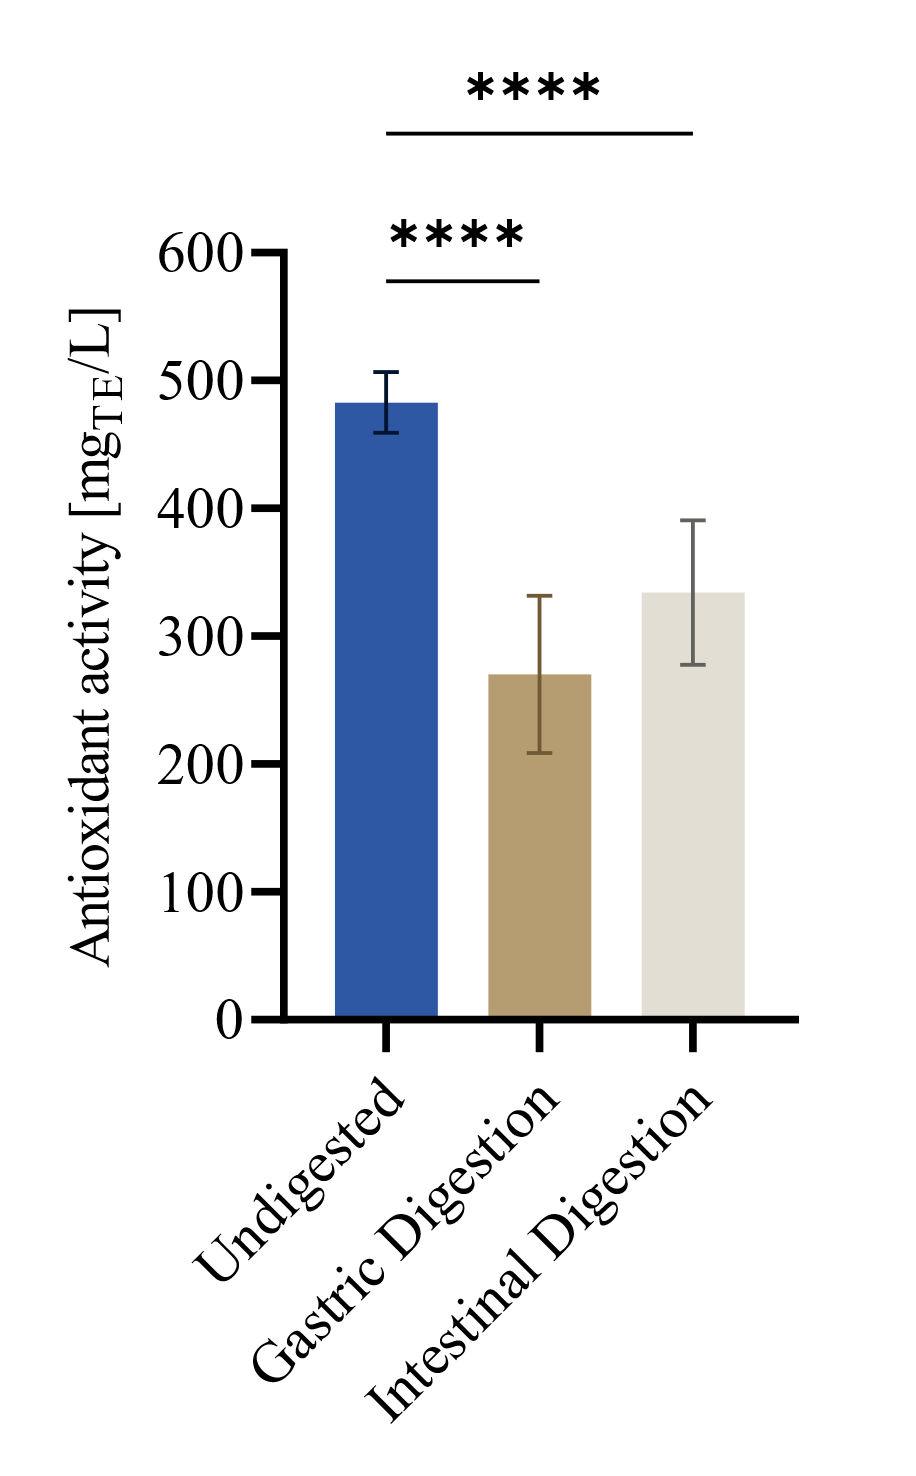 ****
****
600
500
400
300
200
100
0
Antioxidant activity [mgTE/L]
Undigested
Gastric Digestion
Intestinal Digestion